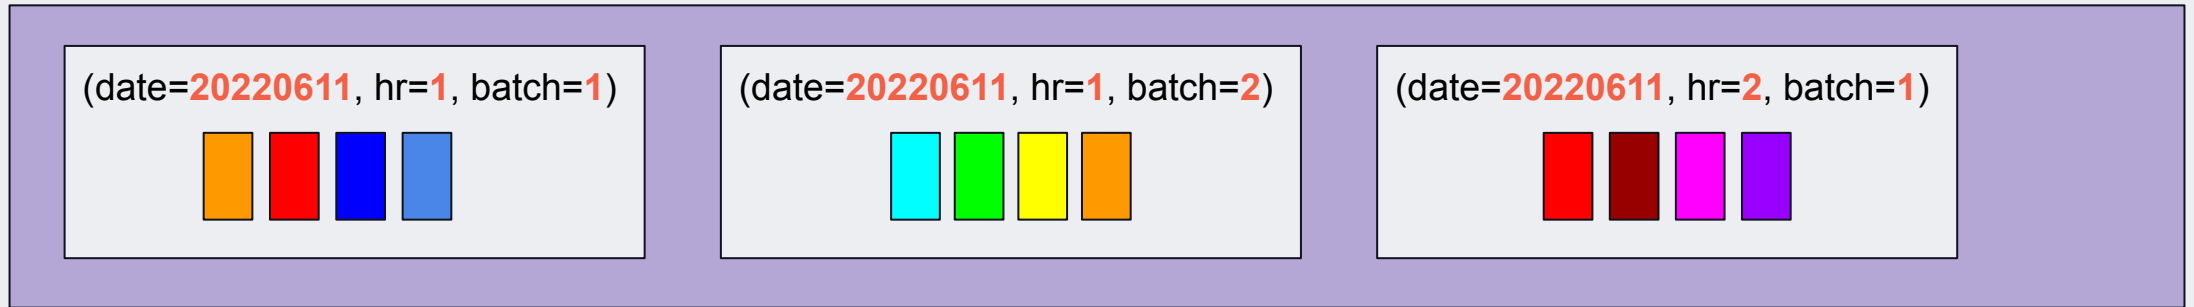 (date=20220611, hr=1, batch=1)
(date=20220611, hr=1, batch=2)
(date=20220611, hr=2, batch=1)